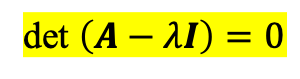 det (A − λI) = 0